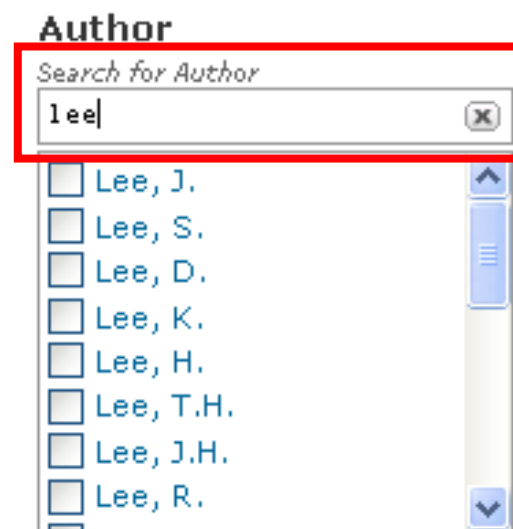 Author
Search for Author
lee
Lee, J.
Lee, S.
Lee, D.
Lee, K.
Lee, H.
Lee, T.H.
Lee, J.H.
Lee, R.